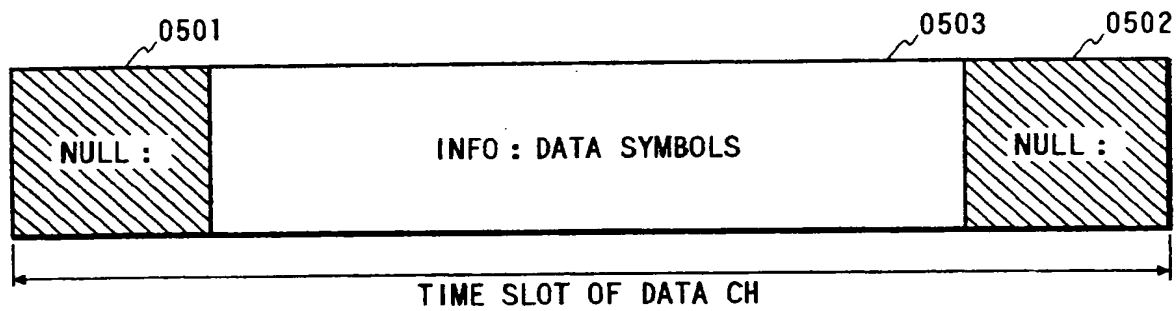 0501
0503
0502
NULL :
INFO : DATA SYMBOLS
NULL :
TIME SLOT OF DATA CH